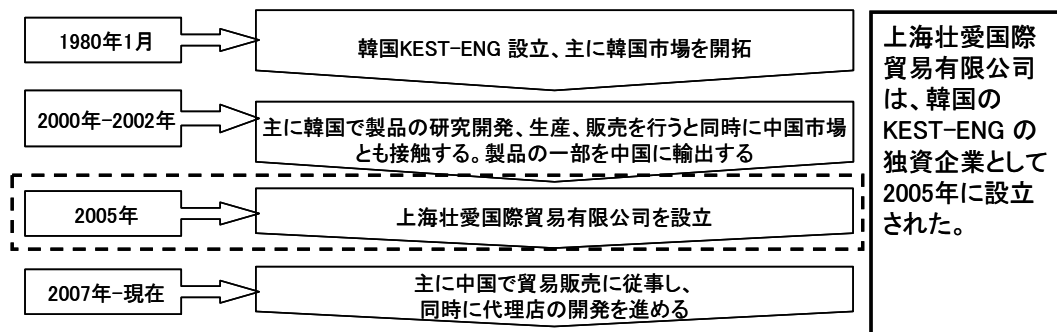 1980年1月
韓国KEST-ENG 設立、主に韓国市場を開拓
2000年-2002年
主に韓国で製品の研究開発、生産、販売を行うと同時に中国市場
とも接触する。製品の一部を中国に輸出する
2005年
上海壮愛国際貿易有限公司を設立
2007年-現在
主に中国で貿易販売に従事し、
同時に代理店の開発を進める
上海壮愛国際
貿易有限公司
は、韓国の
KEST-ENG の
独資企業として
2005年に設立
された。